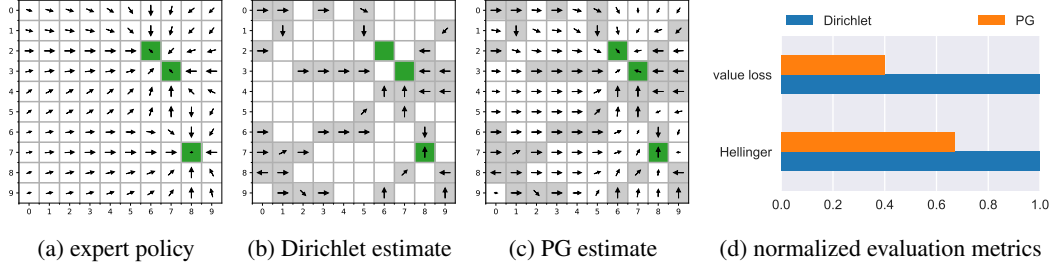 0 1 2 3 4 5 6 7 8 9
0 1 2 3 4 5 6 7 8 9
(a) expert policy
0 1 2 3 4 5 6 7 8 9
0 1 2 3 4 5 6 7 8 9
(b) Dirichlet estimate
0 1 2 3 4 5 6 7 8 9
0 1 2 3 4 5 6 7 8 9
(c) PG estimate
Dirichlet PG
value loss
Hellinger
0.0 0.2 0.4 0.6 0.8 1.0
(d) normalized evaluation metrics